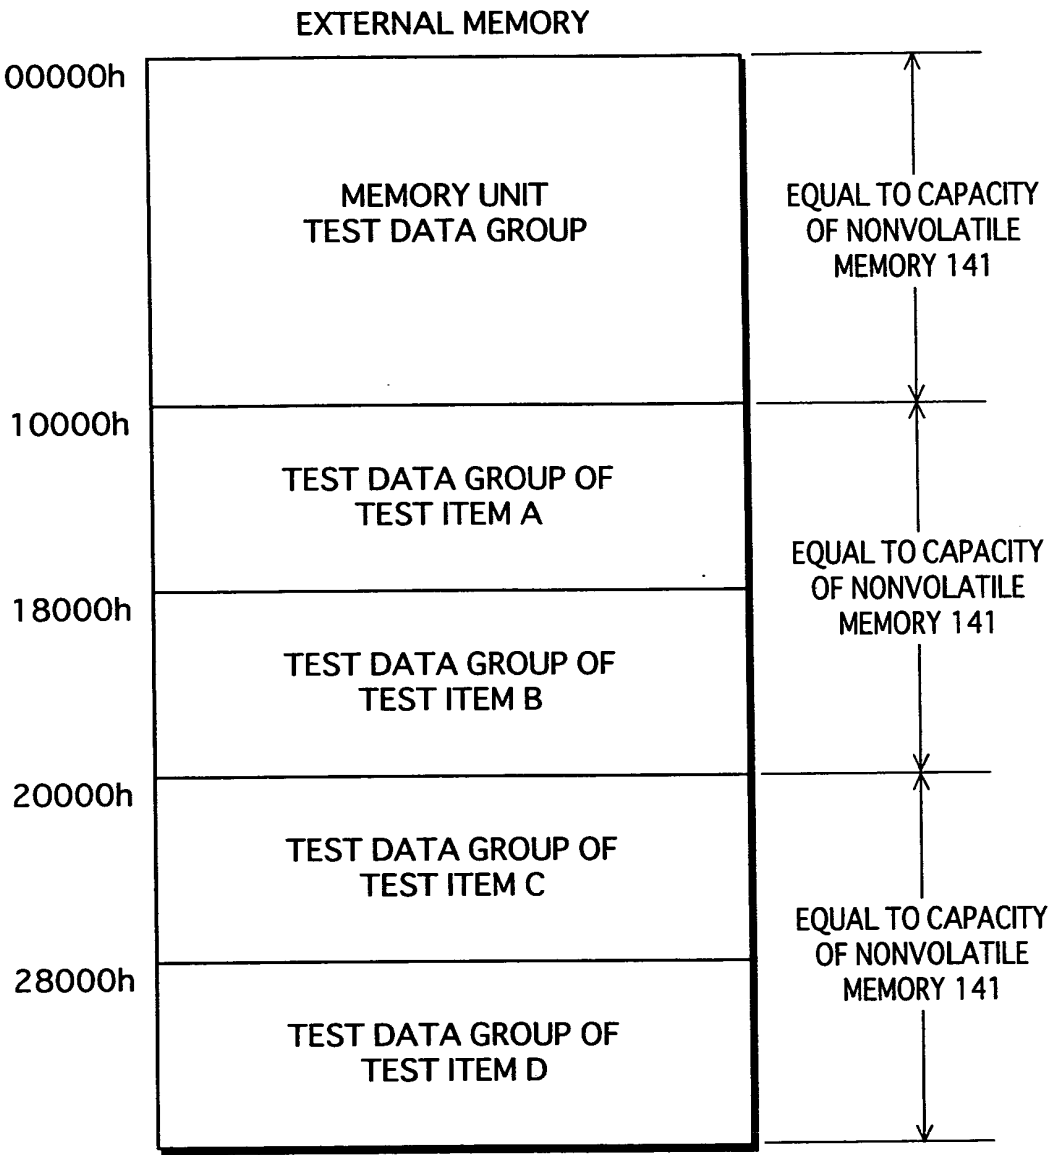 EXTERNAL MEMORY
00000h
MEMORY UNIT
TEST DATA GROUP
EQUAL TO CAPACITY
OF NONVOLATILE
MEMORY 141
10000h
TEST DATA GROUP OF
TEST ITEM A
EQUAL TO CAPACITY
OF NONVOLATILE
MEMORY 141
18000h
TEST DATA GROUP OF
TEST ITEM B
20000h
TEST DATA GROUP OF
TEST ITEM C
EQUAL TO CAPACITY
OF NONVOLATILE
MEMORY 141
28000h
TEST DATA GROUP OF
TEST ITEM D